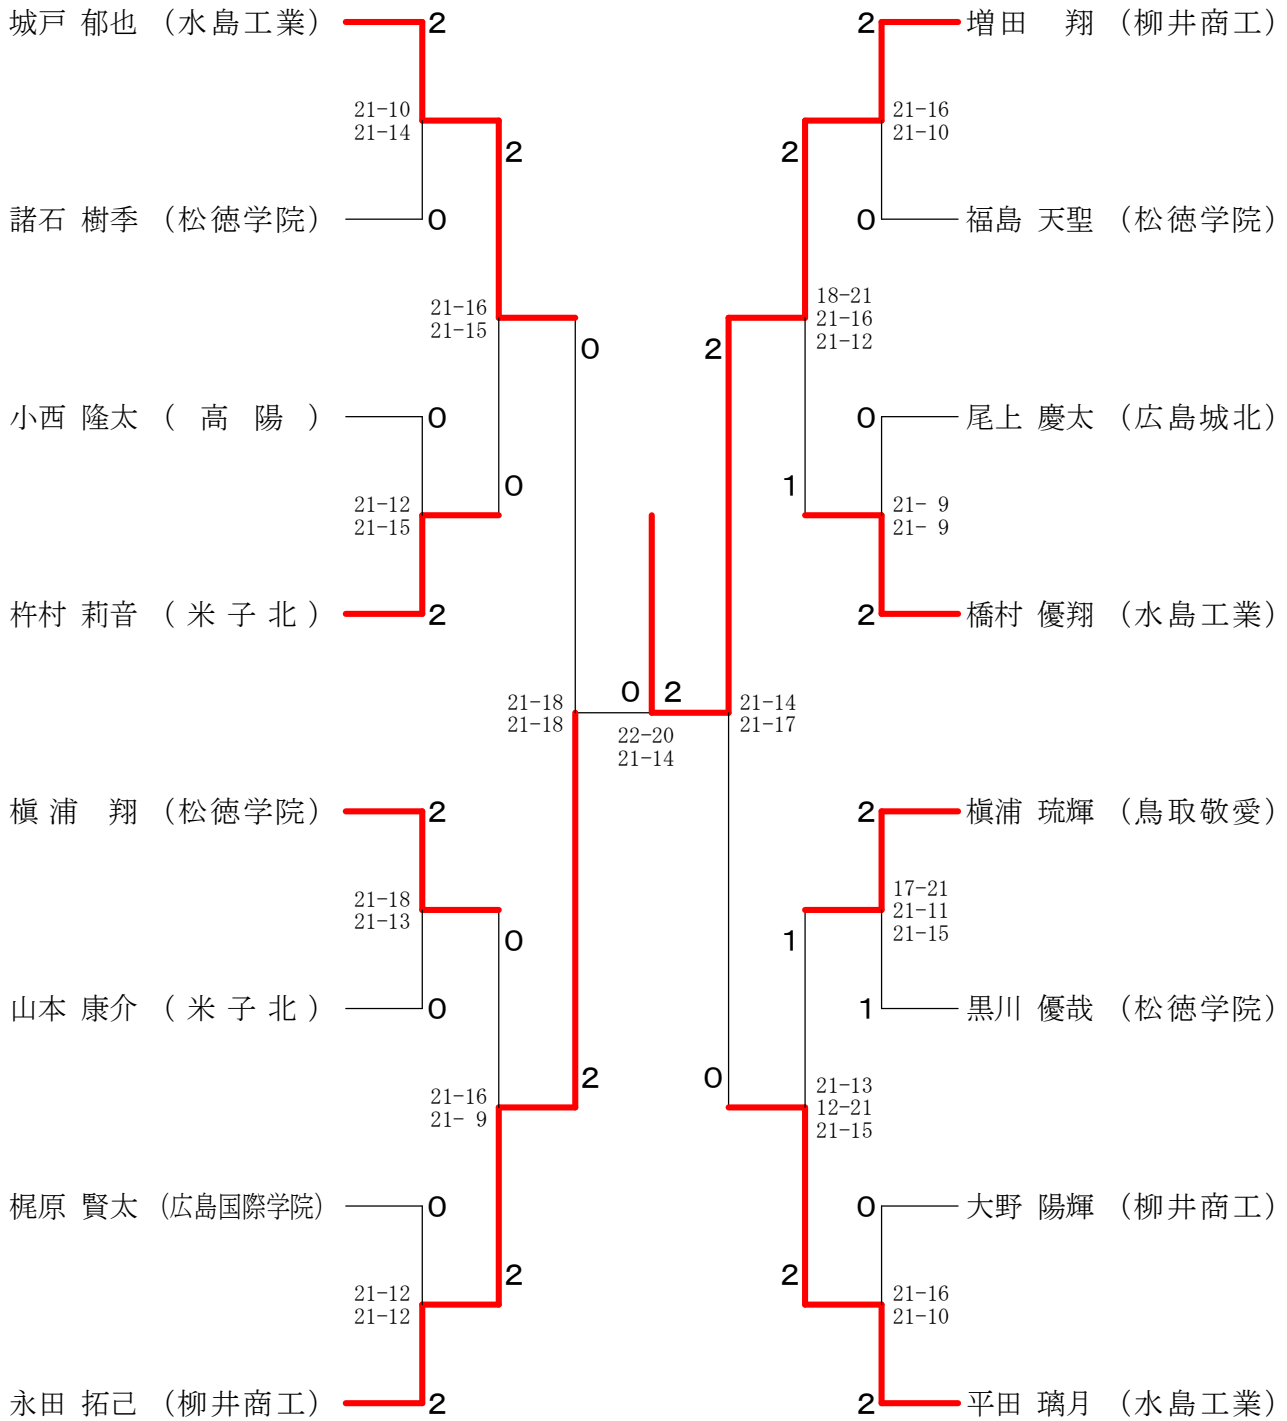 城戸 郁也 （水島工業） 2
21-10
21-14
2
諸石 樹季 （松徳学院） 0
21-16
21-15
0
小西 隆太 （ 高 陽 ） 0
21-12
21-15
0
杵村 莉音 （ 米 子 北 ） 2
21-18
21-18
槇 浦 翔 （松徳学院） 2
21-18
21-13
0
山本 康介 （ 米 子 北 ） 0
21-16
21- 9
2
梶原 賢太 （広島国際学院） 0
21-12
21-12
2
永田 拓己 （柳井商工） 2
0 2
22-20
21-14
2 増田 翔 （柳井商工）
21-16
21-10
2
0 福島 天聖 （松徳学院）
18-21
21-16
21-12
2
0 尾上 慶太 （広島城北）
21- 9
21- 9
1
2 橋村 優翔 （水島工業）
21-14
21-17
2 槇浦 琉輝 （鳥取敬愛）
17-21
21-11
21-15
1
1 黒川 優哉 （松徳学院）
21-13
12-21
21-15
0
0 大野 陽輝 （柳井商工）
21-16
21-10
2
2 平田 璃月 （水島工業）